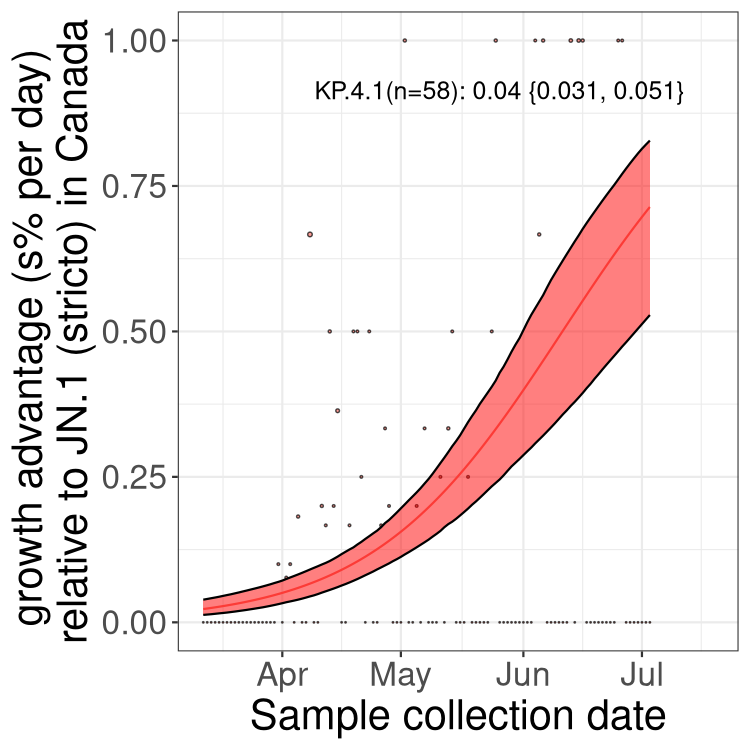 growth advantage (s% per day)
relative to JN.1 (stricto) in Canada
1.00
0.75
0.50
0.25
0.00
KP.4.1(n=58): 0.04 {0.031, 0.051}
Apr May Jun Jul
Sample collection date